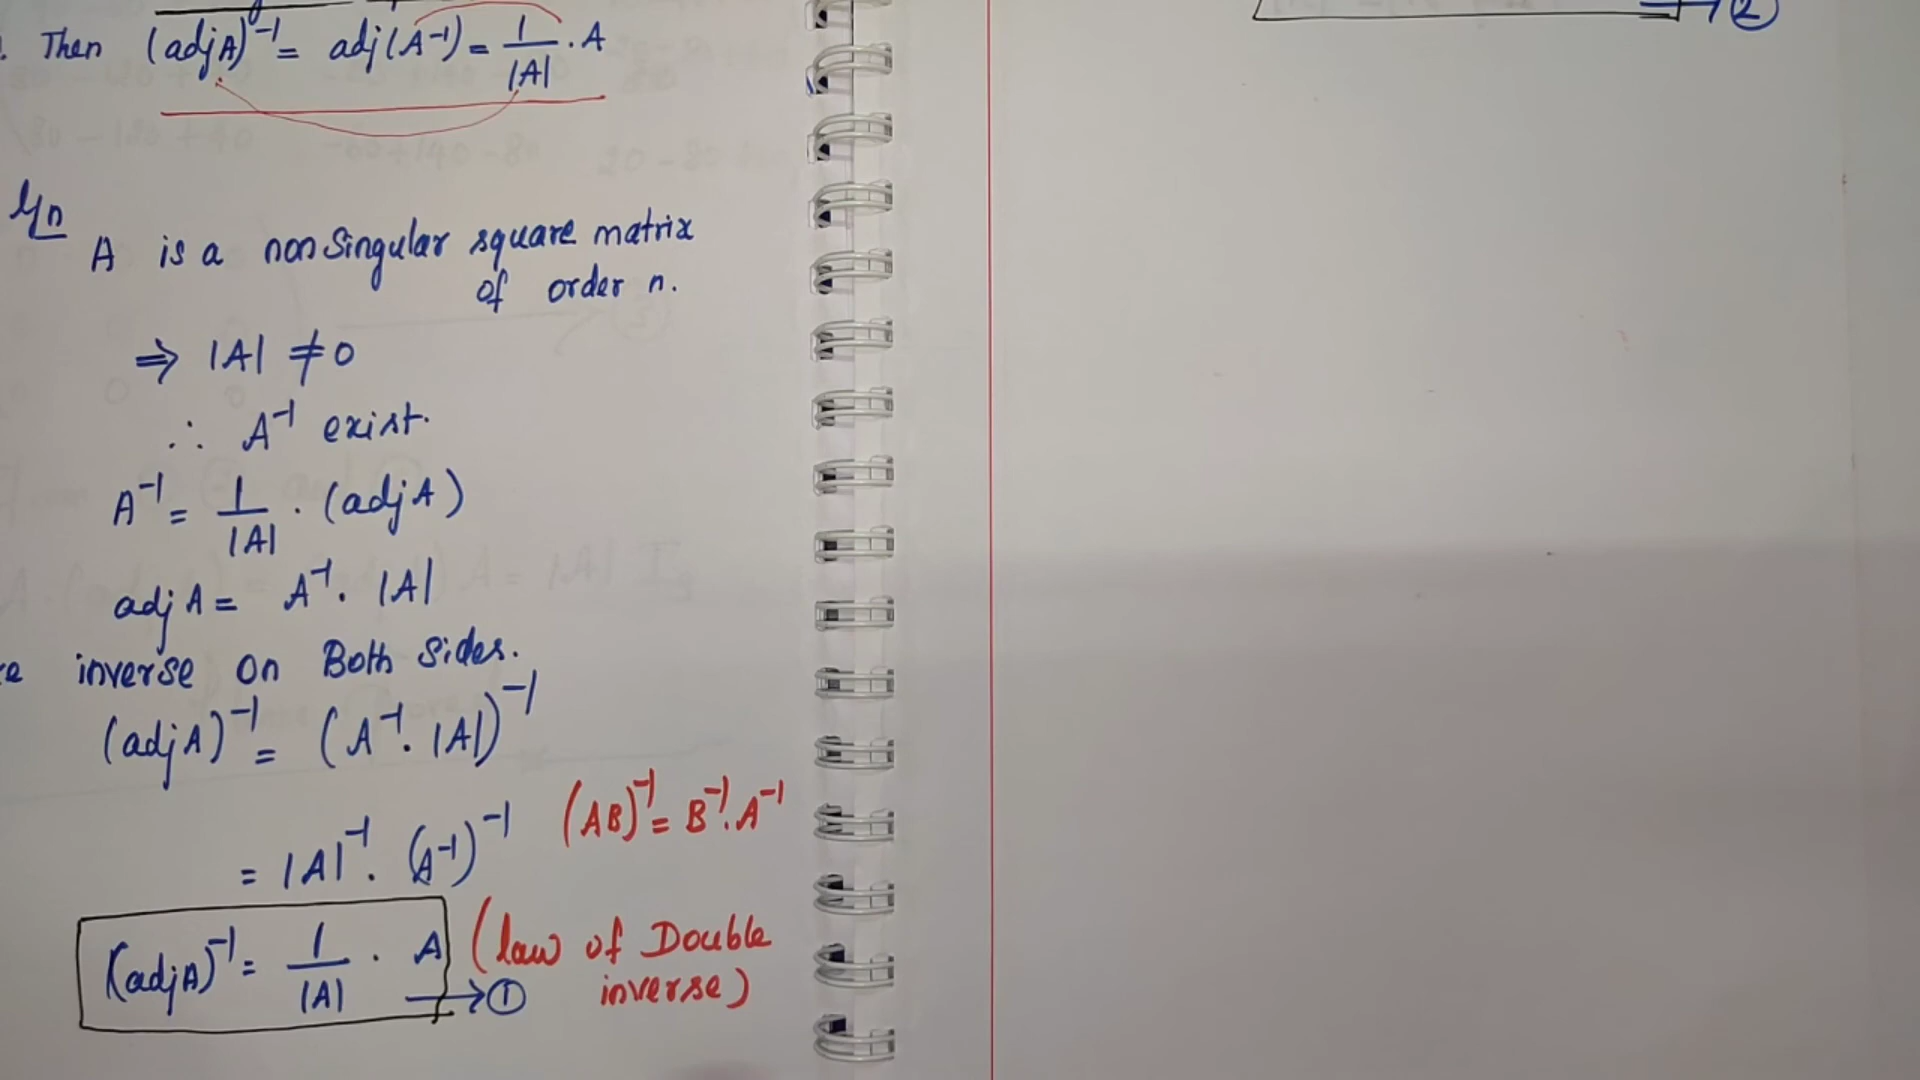 . Then (adjA)⁻¹ = adj(A⁻¹) = 1/|A| . A
A is a non Singular square matrix
of order n.
⇒ |A| ≠ 0
∴ A⁻¹ exist.
A⁻¹ = 1/|A| . (adjA)
adj A = A⁻¹. |A|
inverse On Both Sides.
(adjA)⁻¹ = (A⁻¹. |A|)⁻¹
= |A|⁻¹. (A⁻¹)⁻¹ (AB)⁻¹ = B⁻¹. A⁻¹
(adjA)⁻¹ = 1/|A| . A → ① (law of Double
inverse)
→ ②